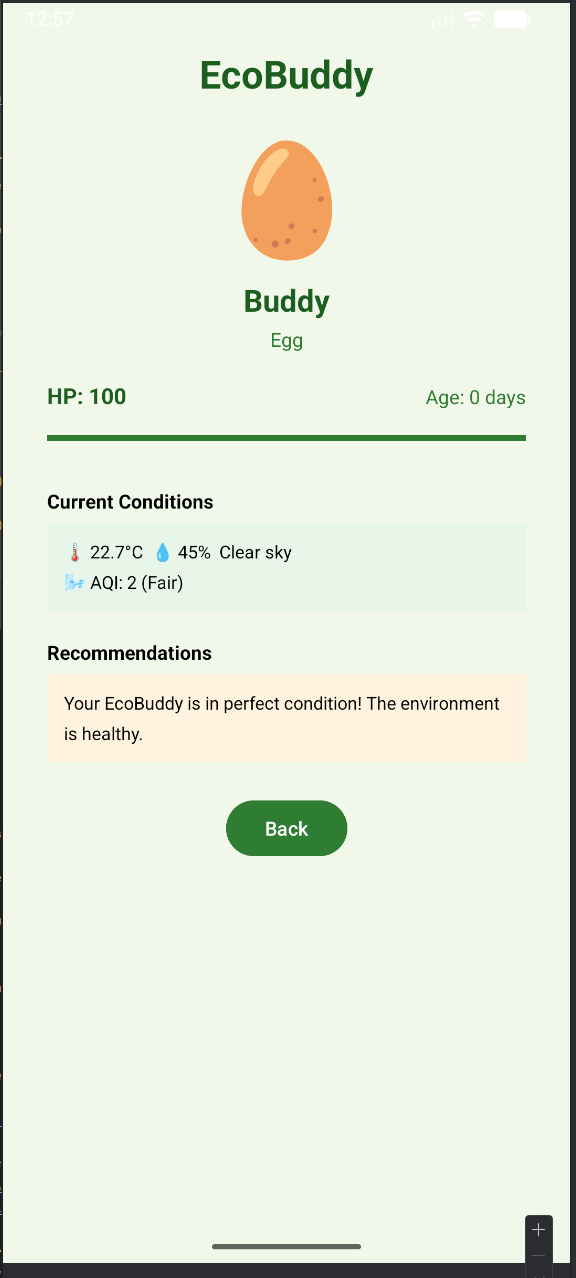 12:57
EcoBuddy
Buddy
Egg
HP: 100 Age: 0 days
Current Conditions
🌡️ 22.7°C 💧 45% Clear sky
🌬️ AQI: 2 (Fair)
Recommendations
Your EcoBuddy is in perfect condition! The environment
is healthy.
Back